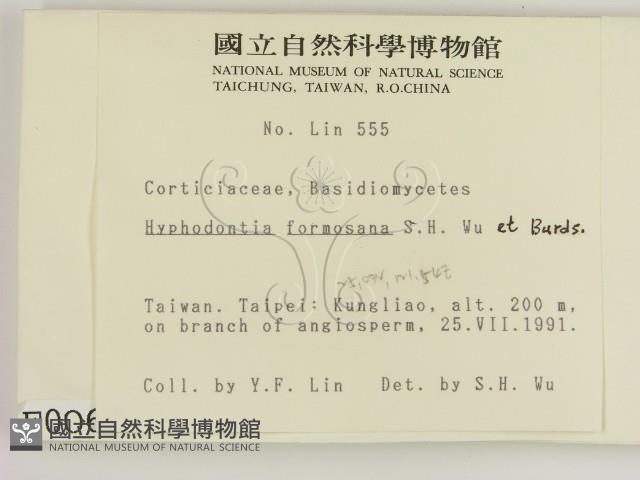 國立自然科學博物館
NATIONAL MUSEUM OF NATURAL SCIENCE
TAICHUNG, TAIWAN, R.O.CHINA
No. Lin 555
Corticiaceae, Basidiomycetes
Hyphodontia formosana S.H. Wu et Burds.
Taiwan. Taipei: Kungliao, alt. 200 m,
on branch of angiosperm, 25.VII.1991.
Coll. by Y.F. Lin Det. by S.H. Wu
國立自然科學博物館
NATIONAL MUSEUM OF NATURAL SCIENCE